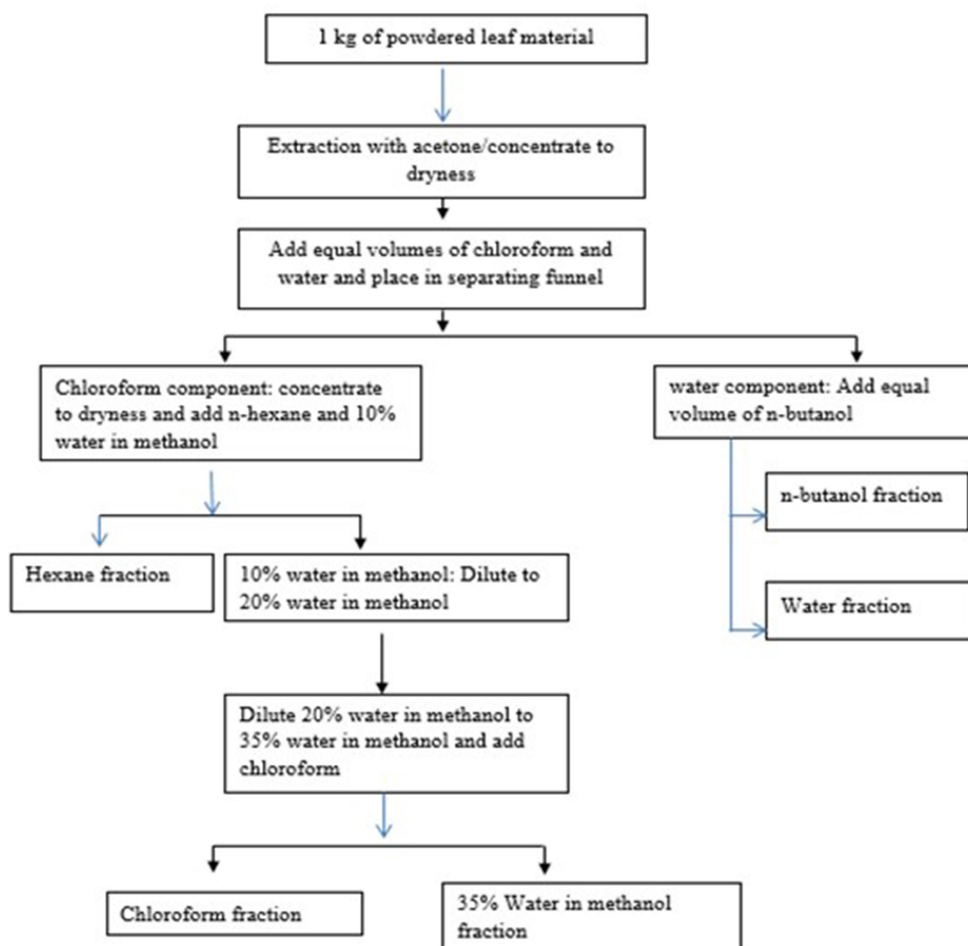 1 kg of powdered leaf material
Extraction with acetone/concentrate to
dryness
Add equal volumes of chloroform and
water and place in separating funnel
Chloroform component: concentrate
to dryness and add n-hexane and 10%
water in methanol
water component: Add equal
volume of n-butanol
n-butanol fraction
Water fraction
Hexane fraction
10% water in methanol: Dilute to
20% water in methanol
Dilute 20% water in methanol to
35% water in methanol and add
chloroform
Chloroform fraction
35% Water in methanol
fraction